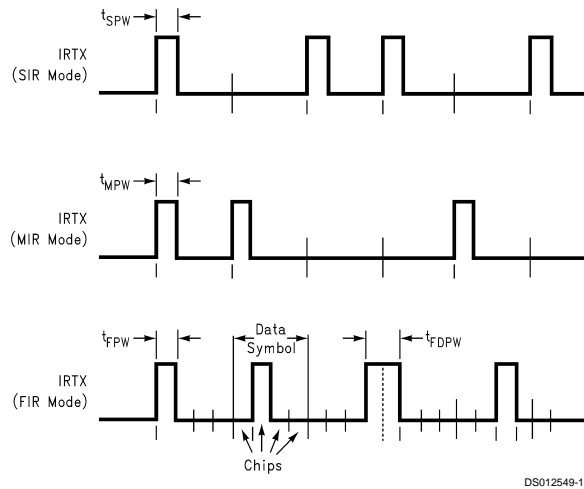 tSPW
IRTX
(SIR Mode)
tMPW
IRTX
(MIR Mode)
tFPW
Data
Symbol
tFDPW
IRTX
(FIR Mode)
Chips
DS012549-1